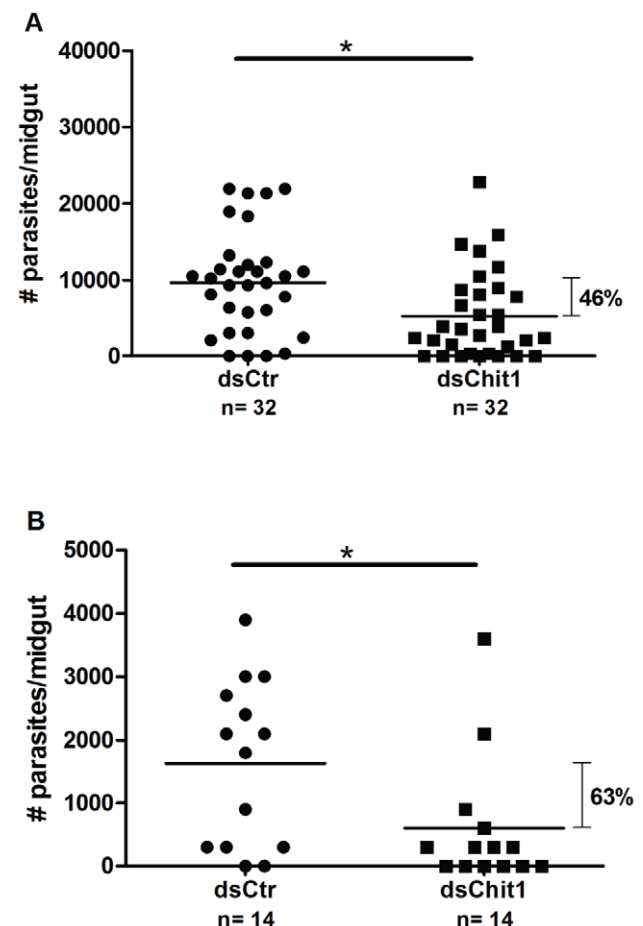 A
*
40000
30000
20000
10000
0
# parasites/midgut
46%
dsCtr dsChit1
n= 32 n= 32
B
*
5000
4000
3000
2000
1000
0
# parasites/midgut
63%
dsCtr dsChit1
n= 14 n= 14